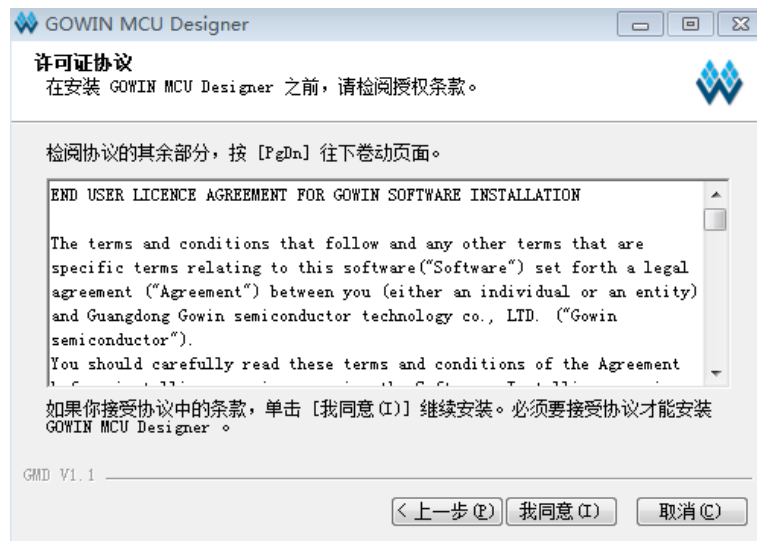 GOWIN MCU Designer
许可证协议
在安装 GOWIN MCU Designer 之前，请检阅授权条款。
检阅协议的其余部分，按 [PgDn] 往下卷动页面。
END USER LICENCE AGREEMENT FOR GOWIN SOFTWARE INSTALLATION
The terms and conditions that follow and any other terms that are
specific terms relating to this software("Software") set forth a legal
agreement ("Agreement") between you (either an individual or an entity)
and Guangdong Gowin semiconductor technology co., LTD. ("Gowin
semiconductor").
You should carefully read these terms and conditions of the Agreement
如果你接受协议中的条款，单击 [我同意(I)] 继续安装。必须要接受协议才能安装
GOWIN MCU Designer 。
GMD V1.1
< 上一步(P) 我同意(I) 取消(C)